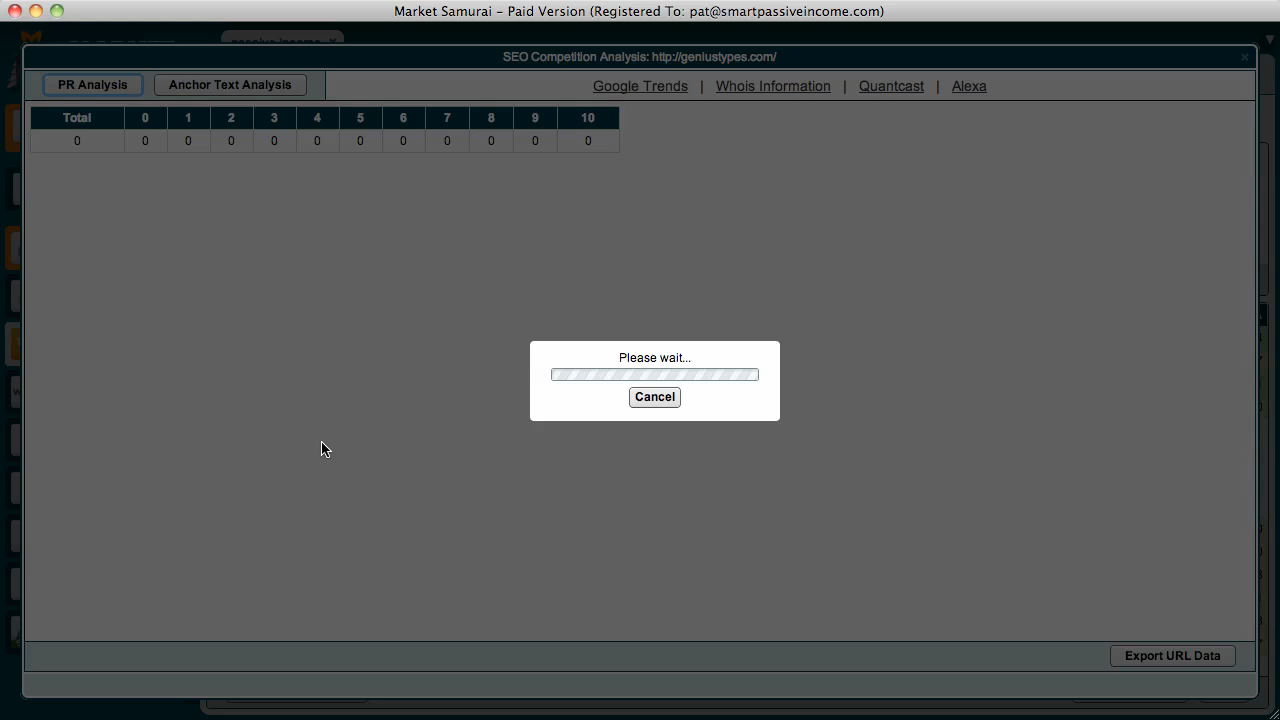 Market Samurai – Paid Version (Registered To: pat@smartpassiveincome.com)
SEO Competition Analysis: http://geniustypes.com/
PR Analysis Anchor Text Analysis Google Trends | Whois Information | Quantcast | Alexa
Total 0 1 2 3 4 5 6 7 8 9 10
0 0 0 0 0 0 0 0 0 0 0 0
Please wait...
Cancel
Export URL Data